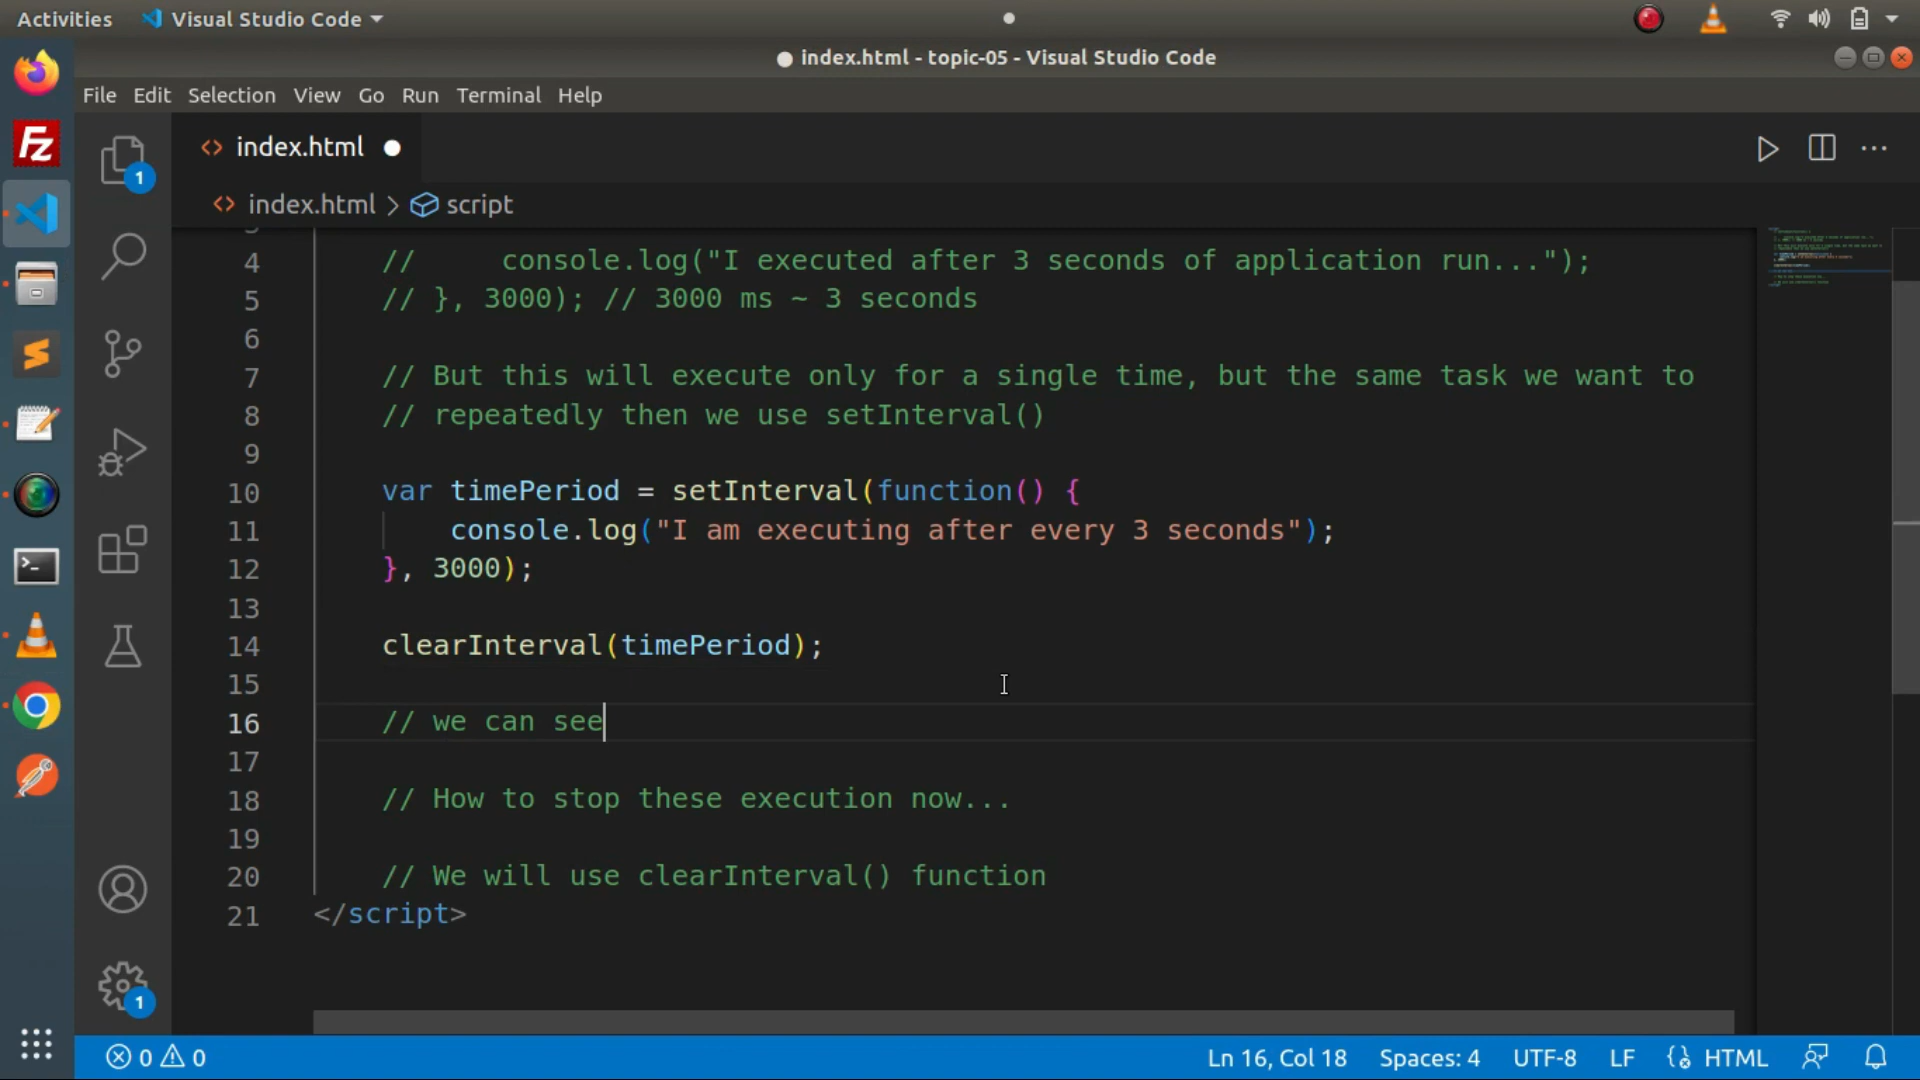 Activities Visual Studio Code
index.html - topic-05 - Visual Studio Code
File Edit Selection View Go Run Terminal Help
index.html
index.html > script
4 // console.log("I executed after 3 seconds of application run...");
5 // }, 3000); // 3000 ms ~ 3 seconds
6
7 // But this will execute only for a single time, but the same task we want to
8 // repeatedly then we use setInterval()
9
10 var timePeriod = setInterval(function() {
11 console.log("I am executing after every 3 seconds");
12 }, 3000);
13
14 clearInterval(timePeriod);
15
16 // we can see
17
18 // How to stop these execution now...
19
20 // We will use clearInterval() function
21 </script>
1
1
0 0 Ln 16, Col 18 Spaces: 4 UTF-8 LF HTML